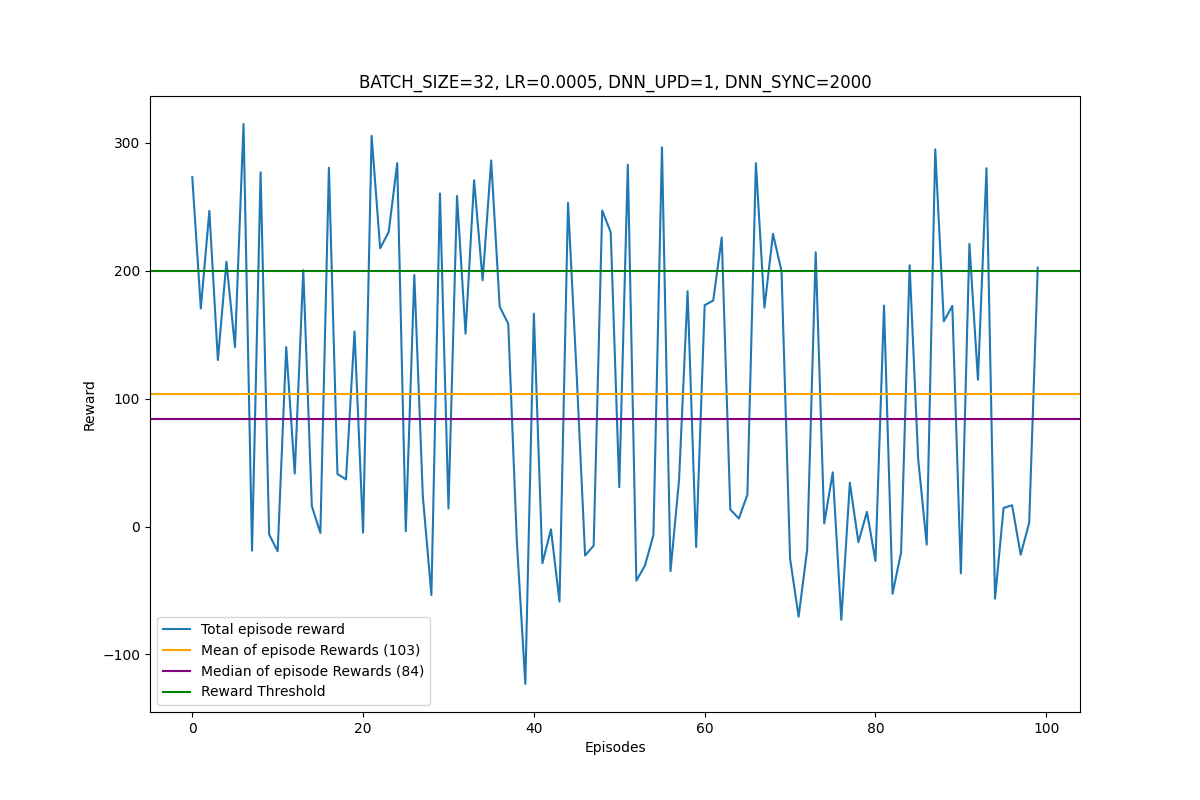 BATCH_SIZE=32, LR=0.0005, DNN_UPD=1, DNN_SYNC=2000
300
200
100
0
−100
Reward
Total episode reward
Mean of episode Rewards (103)
Median of episode Rewards (84)
Reward Threshold
0 20 40 60 80 100
Episodes